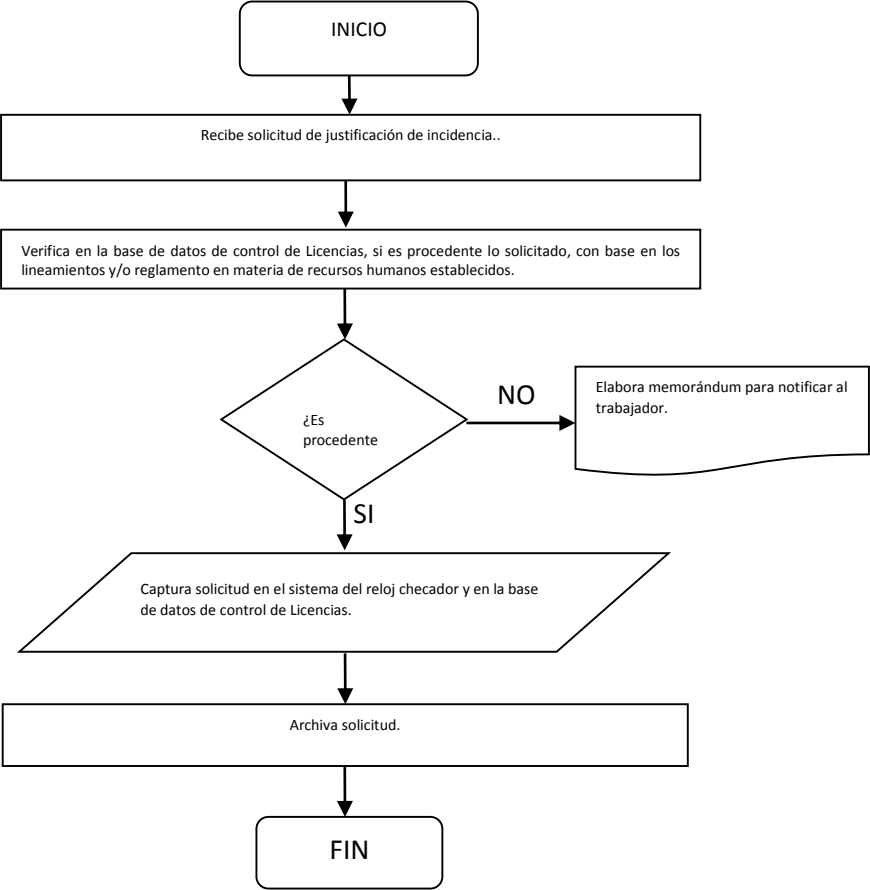 INICIO
Recibe solicitud de justificación de incidencia..
Verifica en la base de datos de control de Licencias, si es procedente lo solicitado, con base en los
lineamientos y/o reglamento en materia de recursos humanos establecidos.
¿Es
procedente
NO
Elabora memorándum para notificar al
trabajador.
SI
Captura solicitud en el sistema del reloj checador y en la base
de datos de control de Licencias.
Archiva solicitud.
FIN